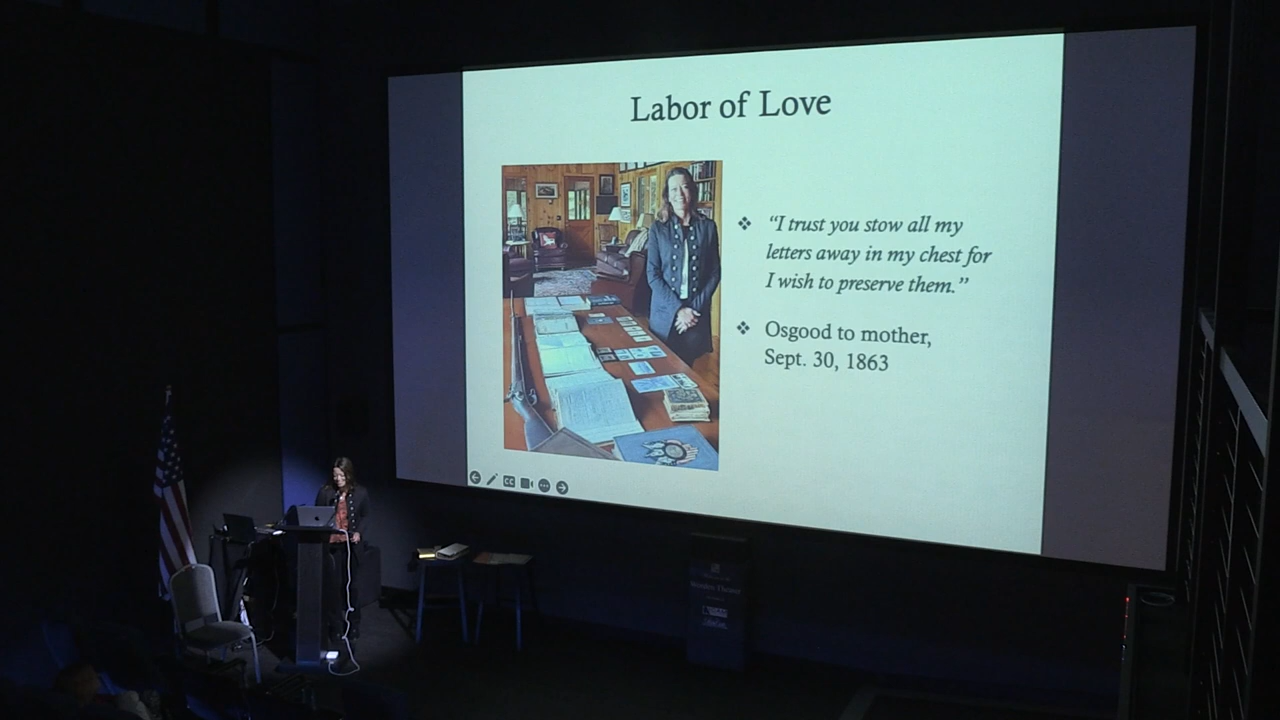 Labor of Love
“I trust you stow all my
letters away in my chest for
I wish to preserve them.”
Osgood to mother,
Sept. 30, 1863
CC